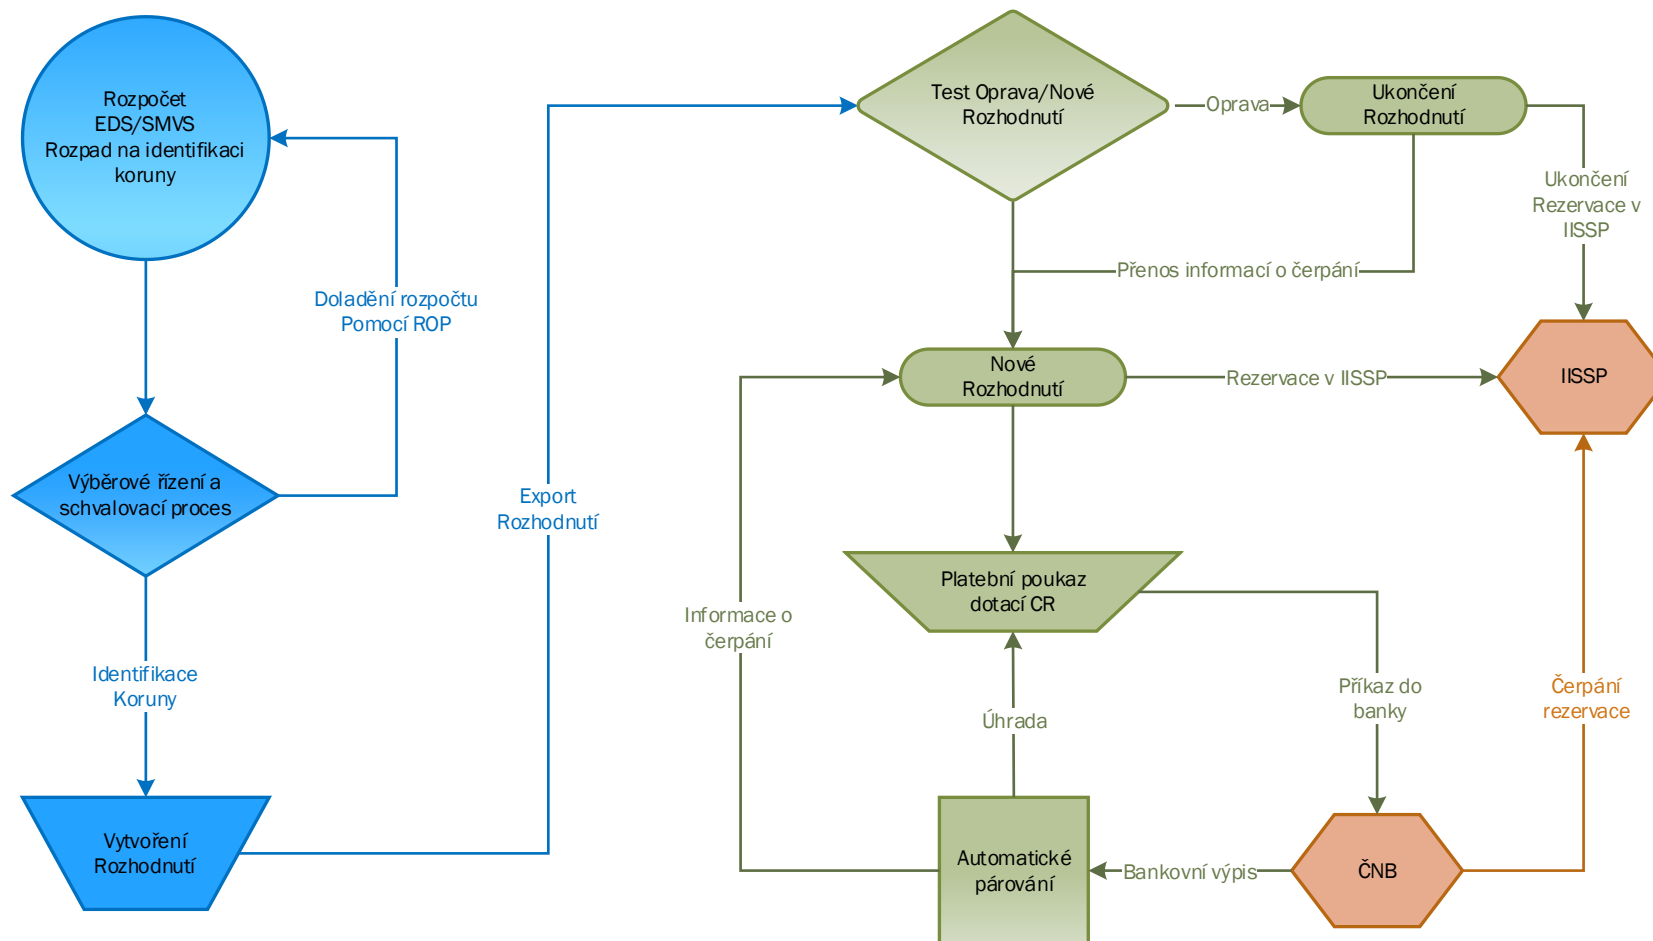 Rozpočet
EDS/SMVS
Rozpad na identifikaci
koruny
Doladění rozpočtu
Pomocí ROP
Výběrové řízení a
schvalovací proces
Identifikace
Koruny
Vytvoření
Rozhodnutí
Export
Rozhodnutí
Test Oprava/Nové
Rozhodnutí
Oprava
Ukončení
Rozhodnutí
Ukončení
Rezervace v
IISSP
Přenos informací o čerpání
Nové
Rozhodnutí
Rezervace v IISSP
IISSP
Platební poukaz
dotací CR
Informace o
čerpání
Úhrada
Příkaz do
banky
Čerpání
rezervace
Automatické
párování
Bankovní výpis
ČNB